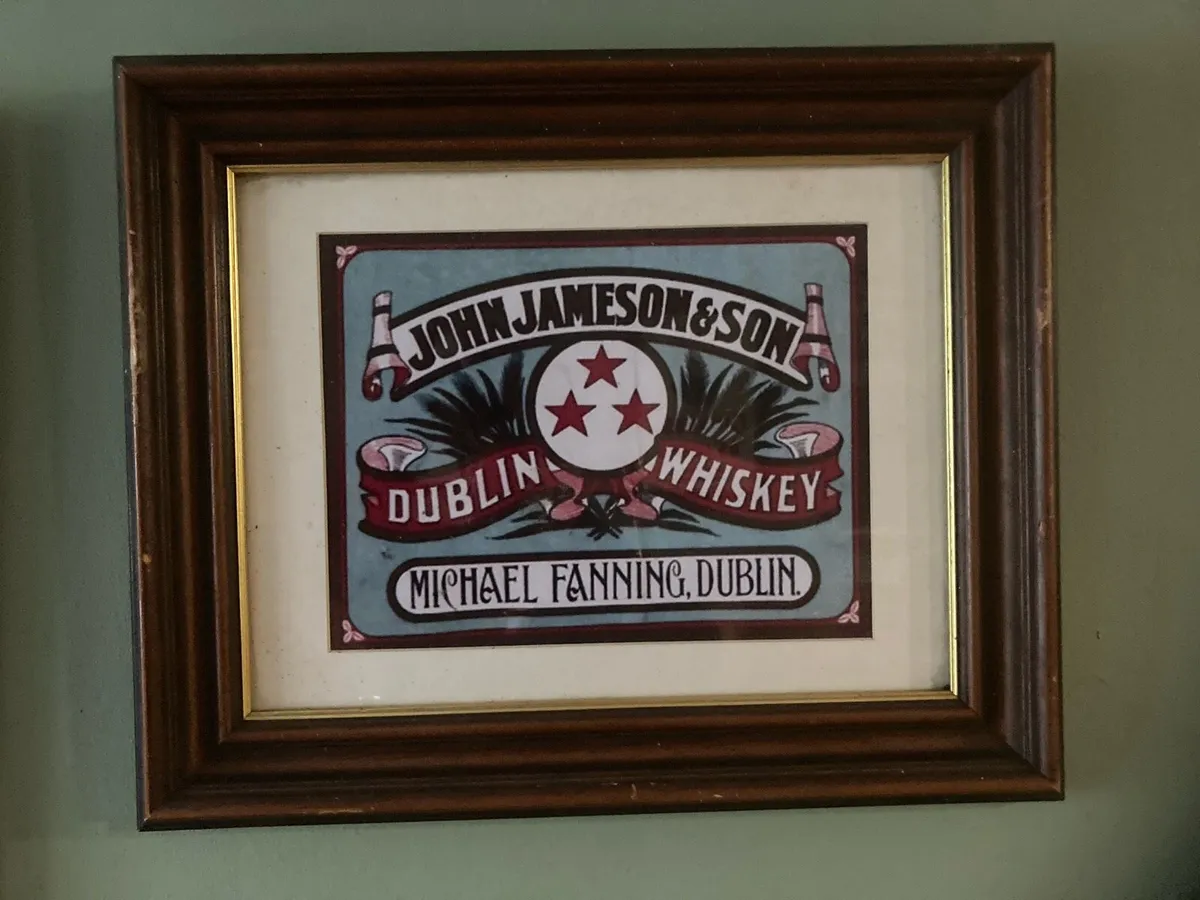 JOHN JAMESON & SON
DUBLIN WHISKEY
MICHAEL FANNING, DUBLIN.